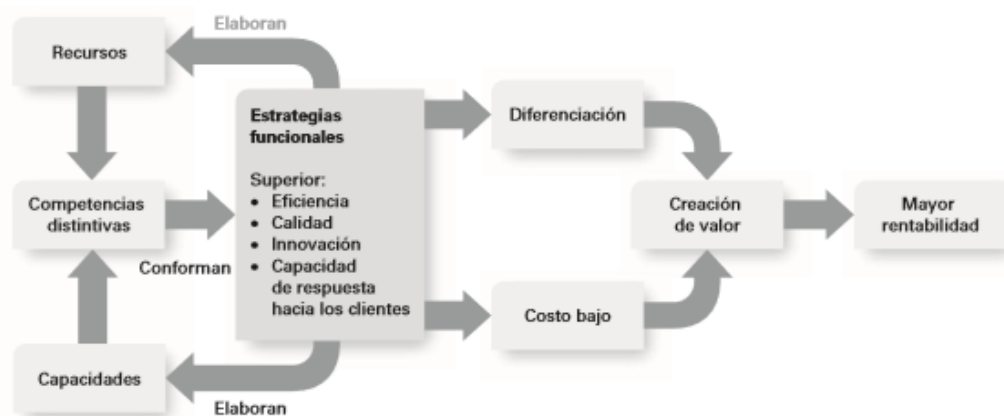 Elaboran
Recursos
Estrategias
funcionales
Superior:
• Eficiencia
• Calidad
• Innovación
• Capacidad
de respuesta
hacia los clientes
Diferenciación
Competencias
distintivas
Creación
de valor
Mayor
rentabilidad
Conforman
Costo bajo
Capacidades
Elaboran